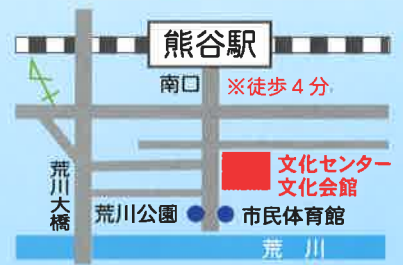 熊谷駅
南口
※徒歩4分
文化センター
文化会館
荒川大橋
荒川公園
市民体育館
荒川